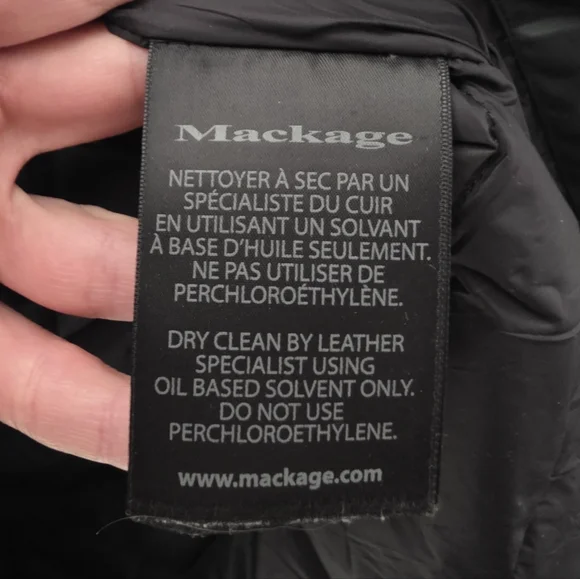 Mackage
NETTOYER À SEC PAR UN
SPÉCIALISTE DU CUIR
EN UTILISANT UN SOLVANT
À BASE D'HUILE SEULEMENT.
NE PAS UTILISER DE
PERCHLOROÉTHYLÈNE.
DRY CLEAN BY LEATHER
SPECIALIST USING
OIL BASED SOLVENT ONLY.
DO NOT USE
PERCHLOROETHYLENE.
www.mackage.com